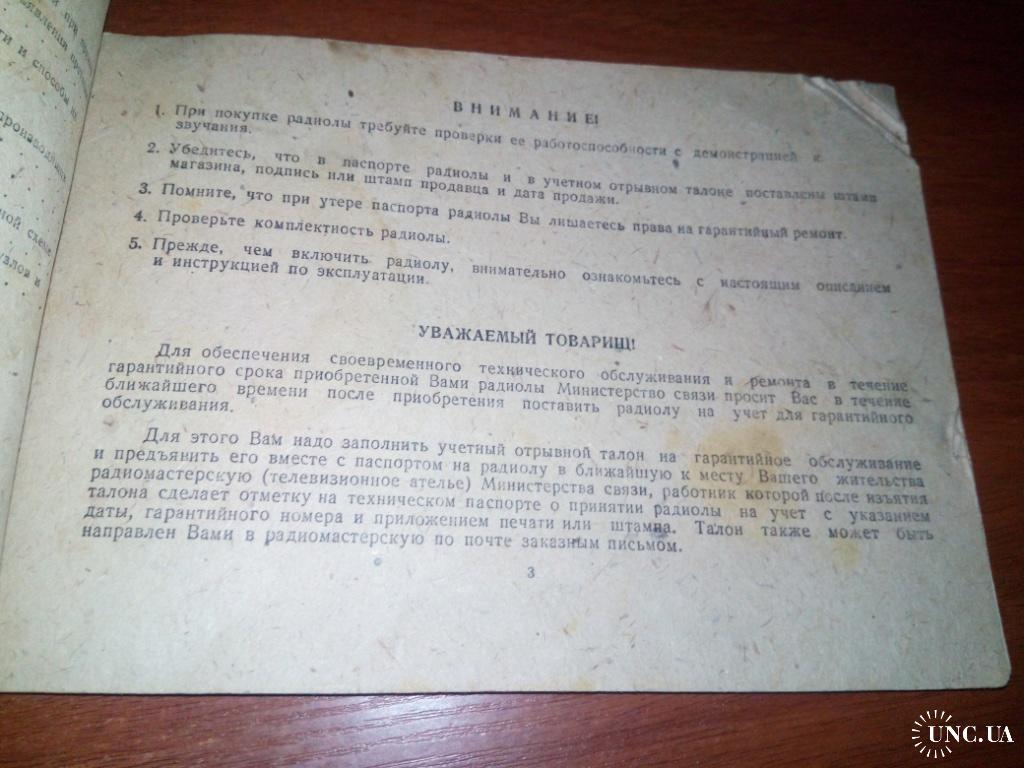 ВНИМАНИЕ!
1. При покупке радиолы требуйте проверки ее работоспособности с демонстрацией и
звучания.
2. Убедитесь, что в паспорте радиолы и в учетном отрывном талоне поставлены штамп
магазина, подпись или штамп продавца и дата продажи.
3. Помните, что при утере паспорта радиолы Вы лишаетесь права на гарантийный ремонт.
4. Проверьте комплектность радиолы.
5. Прежде, чем включить радиолу, внимательно ознакомьтесь с настоящим описанием
и инструкцией по эксплуатации.
УВАЖАЕМЫЙ ТОВАРИЩ!
Для обеспечения своевременного технического обслуживания и ремонта в течение
гарантийного срока приобретенной Вами радиолы Министерство связи просит Вас в течение
ближайшего времени после приобретения поставить радиолу на учет для гарантийного
обслуживания.
Для этого Вам надо заполнить учетный отрывной талон на гарантийное обслуживание
и предъявить его вместе с паспортом на радиолу в ближайшую к месту Вашего жительства
радиомастерскую (телевизионное ателье) Министерства связи, работник которой после изъятия
талона сделает отметку на техническом паспорте о принятии радиолы на учет с указанием
даты, гарантийного номера и приложением печати или штампа. Талон также может быть
направлен Вами в радиомастерскую по почте заказным письмом.
3
UNC.UA